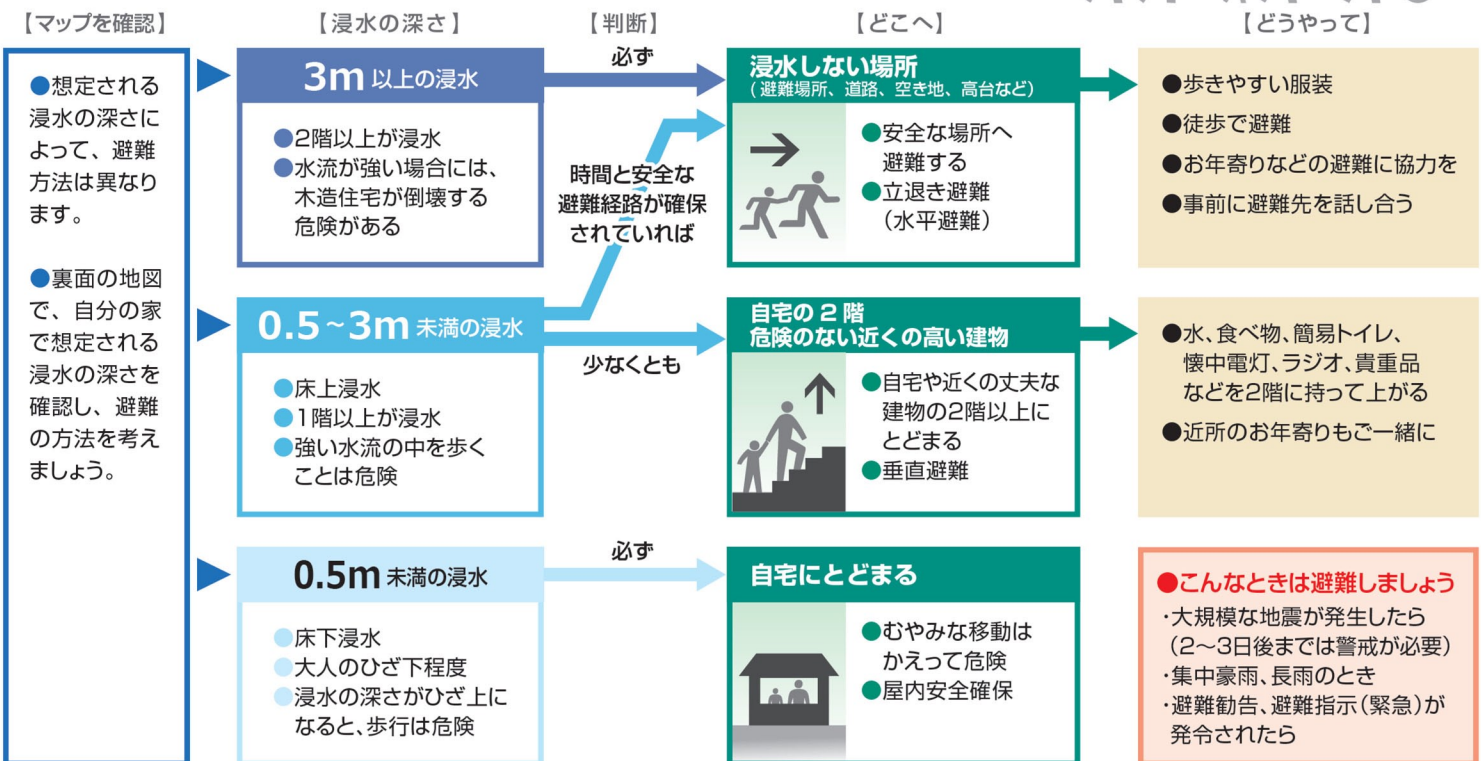 【マップを確認】
【浸水の深さ】
【判断】
【どこへ】
【どうやって】
●想定される
浸水の深さに
よって、避難
方法は異なり
ます。
●裏面の地図
で、自分の家
で想定される
浸水の深さを
確認し、避難
の方法を考え
ましょう。
3m 以上の浸水
●2階以上が浸水
●水流が強い場合には、
木造住宅が倒壊する
危険がある
必ず
時間と安全な
避難経路が確保
されていれば
浸水しない場所
(避難場所、道路、空き地、高台など)
●安全な場所へ
避難する
●立退き避難
(水平避難)
●歩きやすい服装
●徒歩で避難
●お年寄りなどの避難に協力を
●事前に避難先を話し合う
0.5~3m 未満の浸水
●床上浸水
●1階以上が浸水
●強い水流の中を歩く
ことは危険
少なくとも
自宅の2階
危険のない近くの高い建物
●自宅や近くの丈夫な
建物の2階以上に
とどまる
●垂直避難
●水、食べ物、簡易トイレ、
懐中電灯、ラジオ、貴重品
などを2階に持って上がる
●近所のお年寄りもご一緒に
0.5m 未満の浸水
●床下浸水
●大人のひざ下程度
●浸水の深さがひざ上に
なると、歩行は危険
必ず
自宅にとどまる
●むやみな移動は
かえって危険
●屋内安全確保
●こんなときは避難しましょう
・大規模な地震が発生したら
(2〜3日後までは警戒が必要)
・集中豪雨、長雨のとき
・避難勧告、避難指示(緊急)が
発令されたら